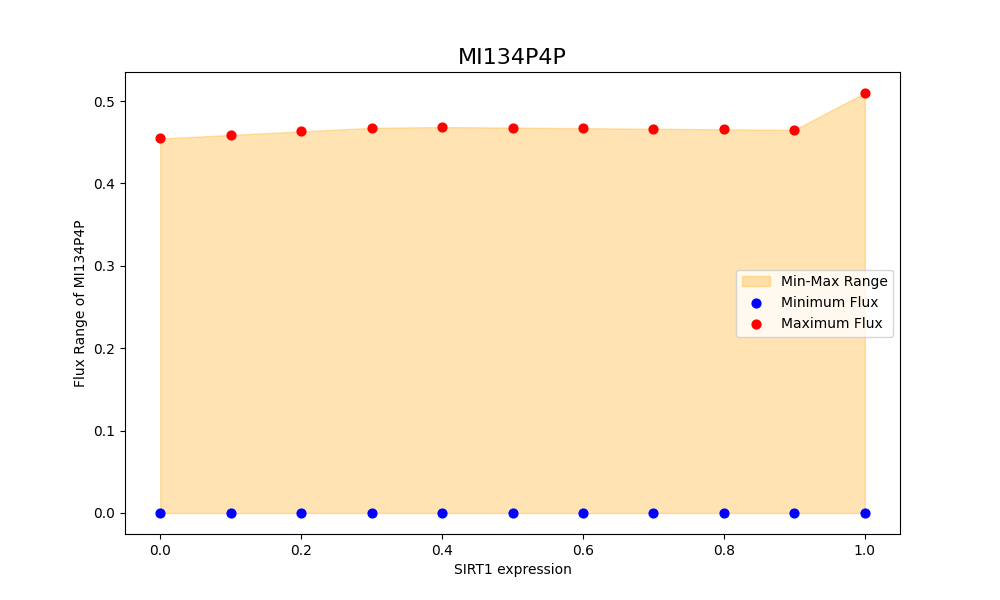 MI134P4P
Flux Range of MI134P4P
0.5
0.4
0.3
0.2
0.1
0.0
Min-Max Range
Minimum Flux
Maximum Flux
0.0 0.2 0.4 0.6 0.8 1.0
SIRT1 expression